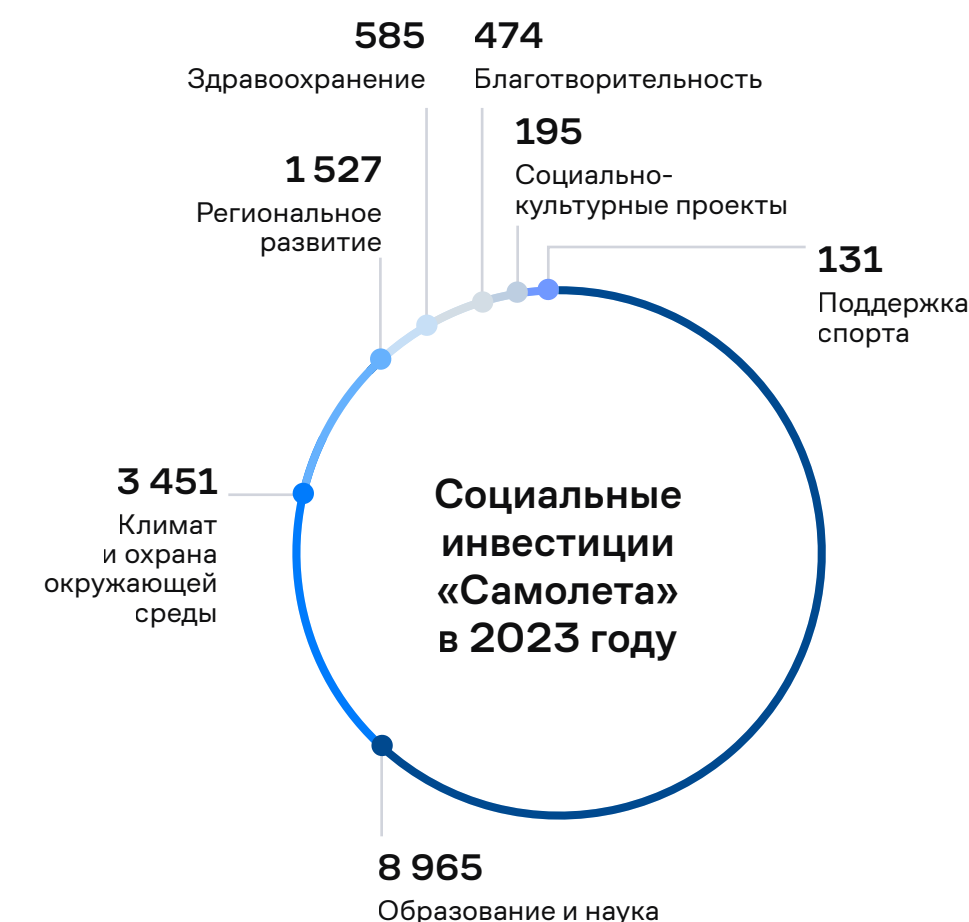 585
Здравоохранение
474
Благотворительность
195
Социально-
культурные проекты
1 527
Региональное
развитие
131
Поддержка
спорта
3 451
Климат
и охрана
окружающей
среды
Социальные
инвестиции
«Самолета»
в 2023 году
8 965
Образование и наука